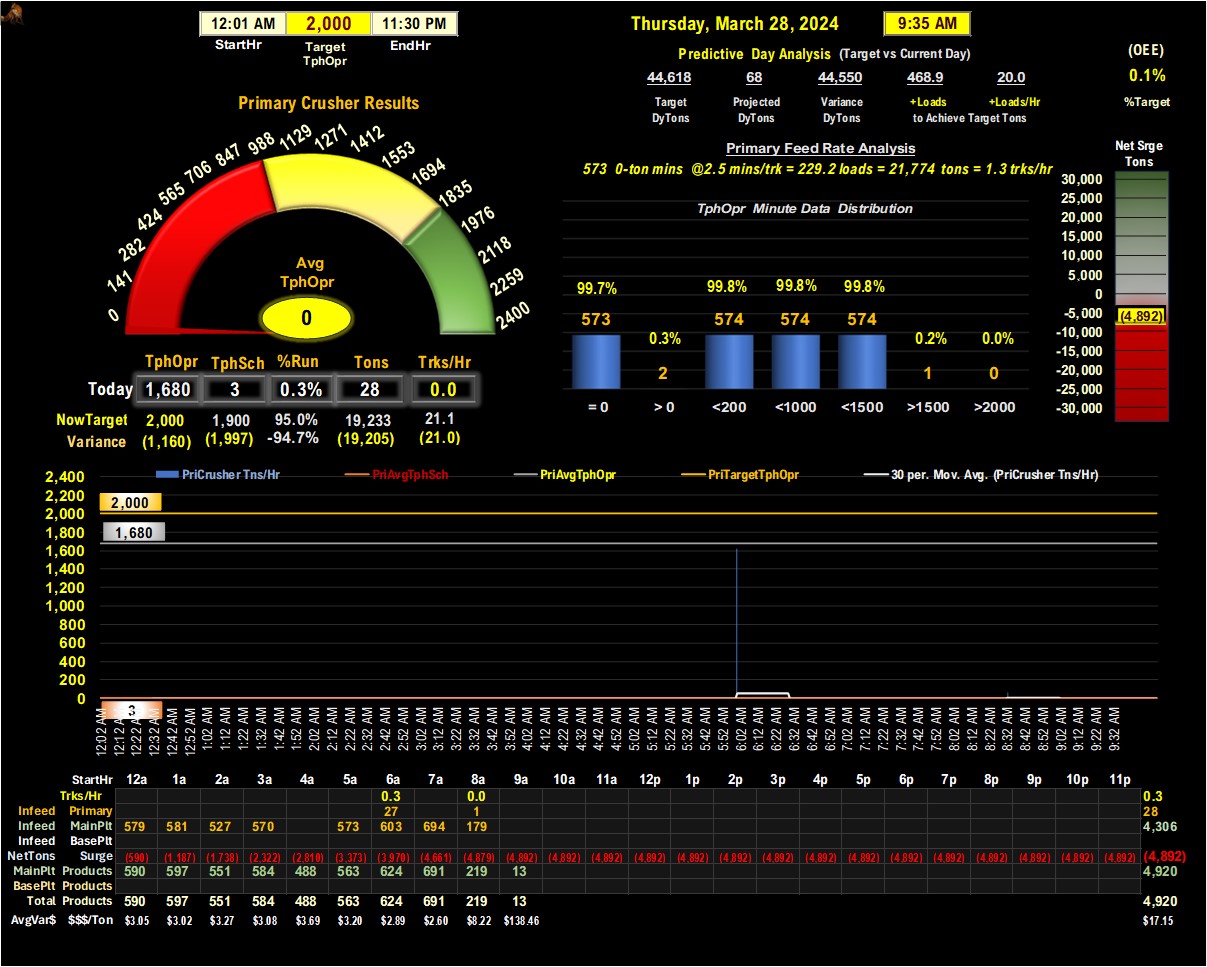 12:01 AM 2,000 11:30 PM
StartHr Target TphOpr EndHr
Thursday, March 28, 2024 9:35 AM
Predictive Day Analysis (Target vs Current Day)
(OEE)
44,618 68 44,550 468.9 20.0
0.1%
Target Projected Variance +Loads +Loads/Hr
DyTons DyTons DyTons to Achieve Target Tons
%Target
Primary Crusher Results
0 141 282 424 565 706 847 988 1129 1271 1412 1553 1694 1835 1976 2118 2259 2400
Avg
TphOpr
0
Primary Feed Rate Analysis
573 0-ton mins @2.5 mins/trk = 229.2 loads = 21,774 tons = 1.3 trks/hr
TphOpr Minute Data Distribution
99.7% 99.8% 99.8% 99.8%
573 574 574 574
0.3% 0.2% 0.0%
2 1 0
= 0 > 0 <200 <1000 <1500 >1500 >2000
Net Srge
Tons
30,000
25,000
20,000
15,000
10,000
5,000
0
-5,000
(4,892)
-10,000
-15,000
-20,000
-25,000
-30,000
TphOpr TphSch %Run Tons Trks/Hr
Today 1,680 3 0.3% 28 0.0
NowTarget 2,000 1,900 95.0% 19,233 21.1
Variance (1,160) (1,997) -94.7% (19,205) (21.0)
PriCrusher Tns/Hr PriAvgTphSch PriAvgTphOpr PriTargetTphOpr 30 per. Mov. Avg. (PriCrusher Tns/Hr)
2,400
2,200
2,000
1,800
1,600
1,400
1,200
1,000
800
600
400
200
0
2,000
1,680
3
12:02 AM 12:12 AM 12:22 AM 12:32 AM 12:42 AM 12:52 AM 1:02 AM 1:12 AM 1:22 AM 1:32 AM 1:42 AM 1:52 AM 2:02 AM 2:12 AM 2:22 AM 2:32 AM 2:42 AM 2:52 AM 3:02 AM 3:12 AM 3:22 AM 3:32 AM 3:42 AM 3:52 AM 4:02 AM 4:12 AM 4:22 AM 4:32 AM 4:42 AM 4:52 AM 5:02 AM 5:12 AM 5:22 AM 5:32 AM 5:42 AM 5:52 AM 6:02 AM 6:12 AM 6:22 AM 6:32 AM 6:42 AM 6:52 AM 7:02 AM 7:12 AM 7:22 AM 7:32 AM 7:42 AM 7:52 AM 8:02 AM 8:12 AM 8:22 AM 8:32 AM 8:42 AM 8:52 AM 9:02 AM 9:12 AM 9:22 AM 9:32 AM
StartHr 12a 1a 2a 3a 4a 5a 6a 7a 8a 9a 10a 11a 12p 1p 2p 3p 4p 5p 6p 7p 8p 9p 10p 11p
Trks/Hr 0.3 0.0 0.3
Infeed Primary 27 1 28
Infeed MainPlt 579 581 527 570 573 603 694 179 4,306
Infeed BasePlt
NetTons Surge (590) (1,187) (1,738) (2,322) (2,810) (3,373) (3,970) (4,661) (4,879) (4,892) (4,892) (4,892) (4,892) (4,892) (4,892) (4,892) (4,892) (4,892) (4,892) (4,892) (4,892) (4,892) (4,892) (4,892) (4,892)
MainPlt Products 590 597 551 584 488 563 624 691 219 13 4,920
BasePlt Products
Total Products 590 597 551 584 488 563 624 691 219 13 4,920
AvgVar$ $$$/Ton $3.05 $3.02 $3.27 $3.08 $3.69 $3.20 $2.89 $2.60 $8.22 $138.46 $17.15